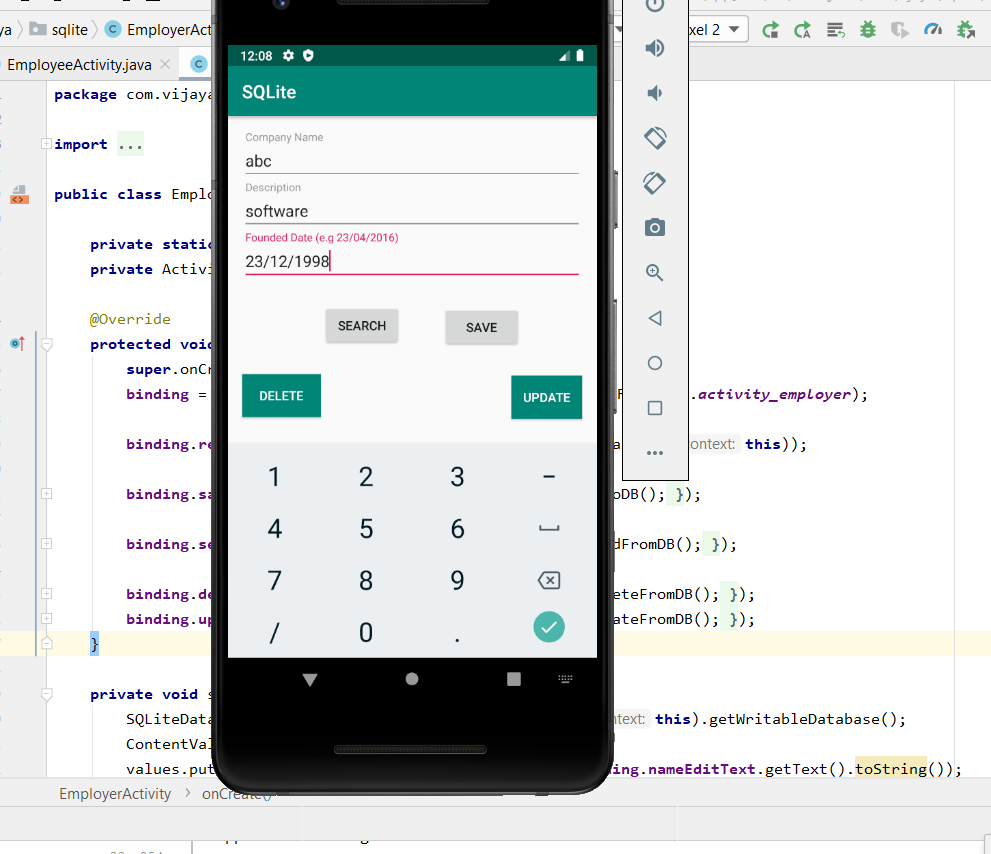 ya sqlite EmployerAct xel 2
EmployeeActivity.java
12:08
SQLite
package com.vijaya
import ...
public class Emplo
private static
private Activi
@Override
protected void
super.onCr
binding = .activity_employer);
binding.re context: this));
binding.sa oDB(); });
binding.se dFromDB(); });
binding.de eteFromDB(); });
binding.up ateFromDB(); });
}
private void s
SQLiteData ntext: this).getWritableDatabase();
ContentVal
values.put ing.nameEditText.getText().toString());
Company Name
abc
Description
software
Founded Date (e.g 23/04/2016)
23/12/1998
SEARCH SAVE
DELETE UPDATE
1 2 3 -
4 5 6
7 8 9
/ 0 .
EmployerActivity onCreate()